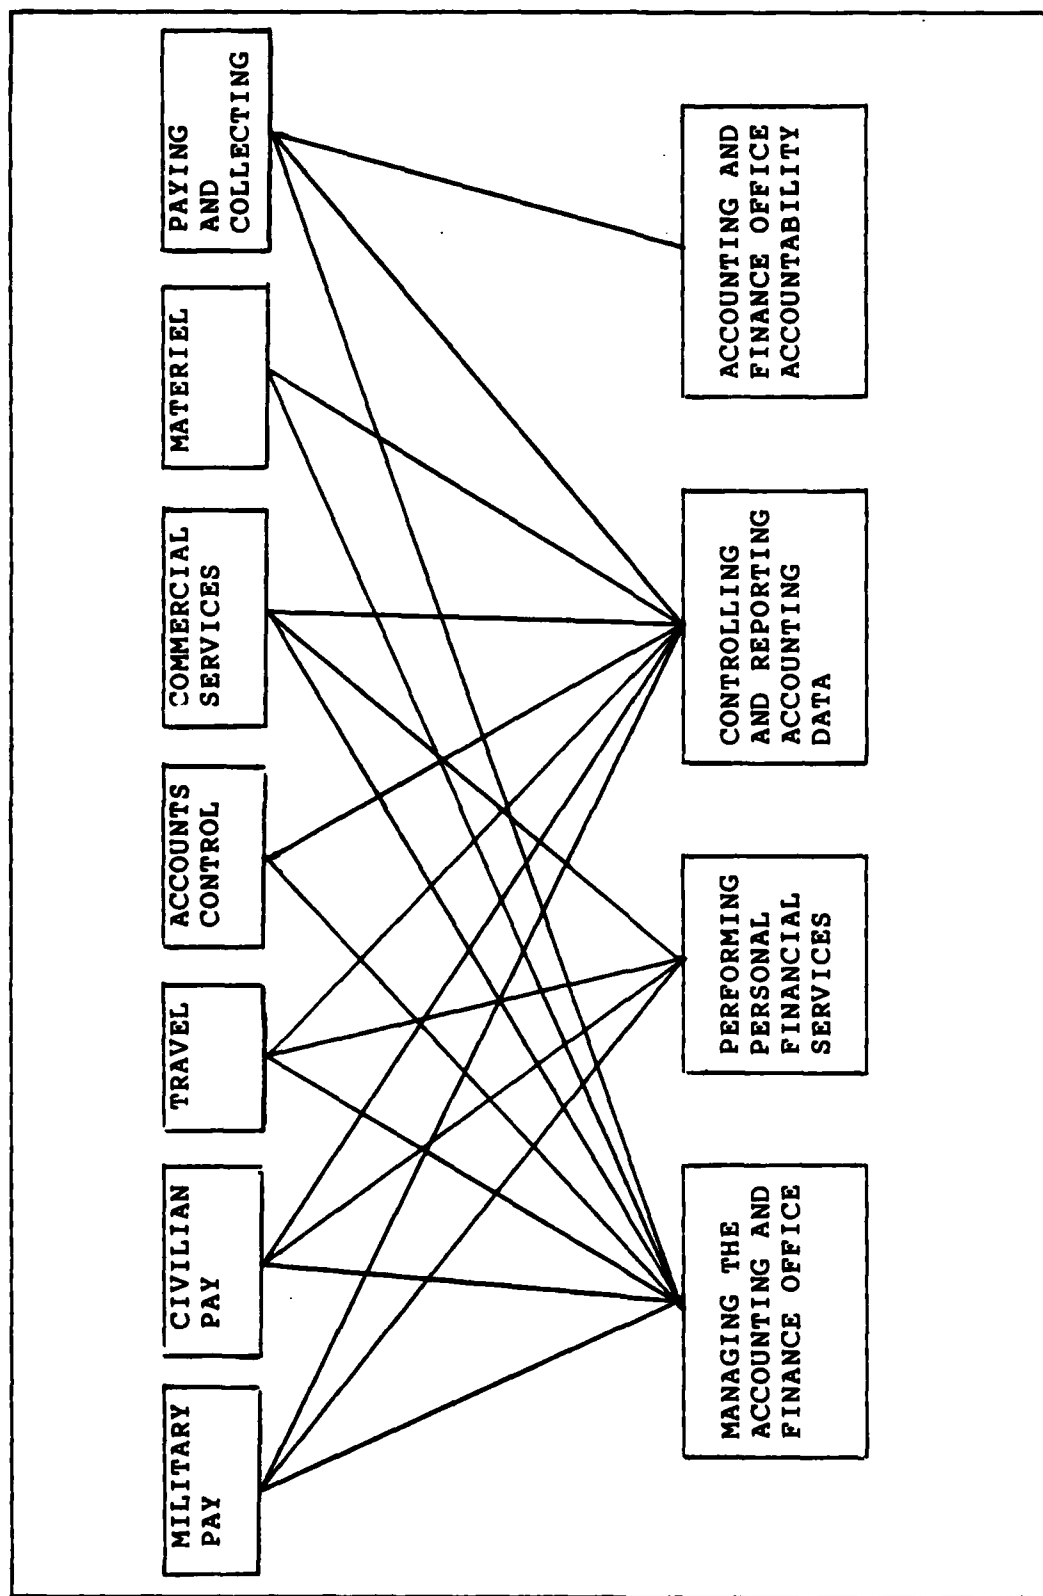 MILITARY
PAY
CIVILIAN
PAY
TRAVEL
ACCOUNTS
CONTROL
COMMERCIAL
SERVICES
MATERIEL
PAYING
AND
COLLECTING
MANAGING THE
ACCOUNTING AND
FINANCE OFFICE
PERFORMING
PERSONAL
FINANCIAL
SERVICES
CONTROLLING
AND REPORTING
ACCOUNTING
DATA
ACCOUNTING AND
FINANCE OFFICE
ACCOUNTABILITY